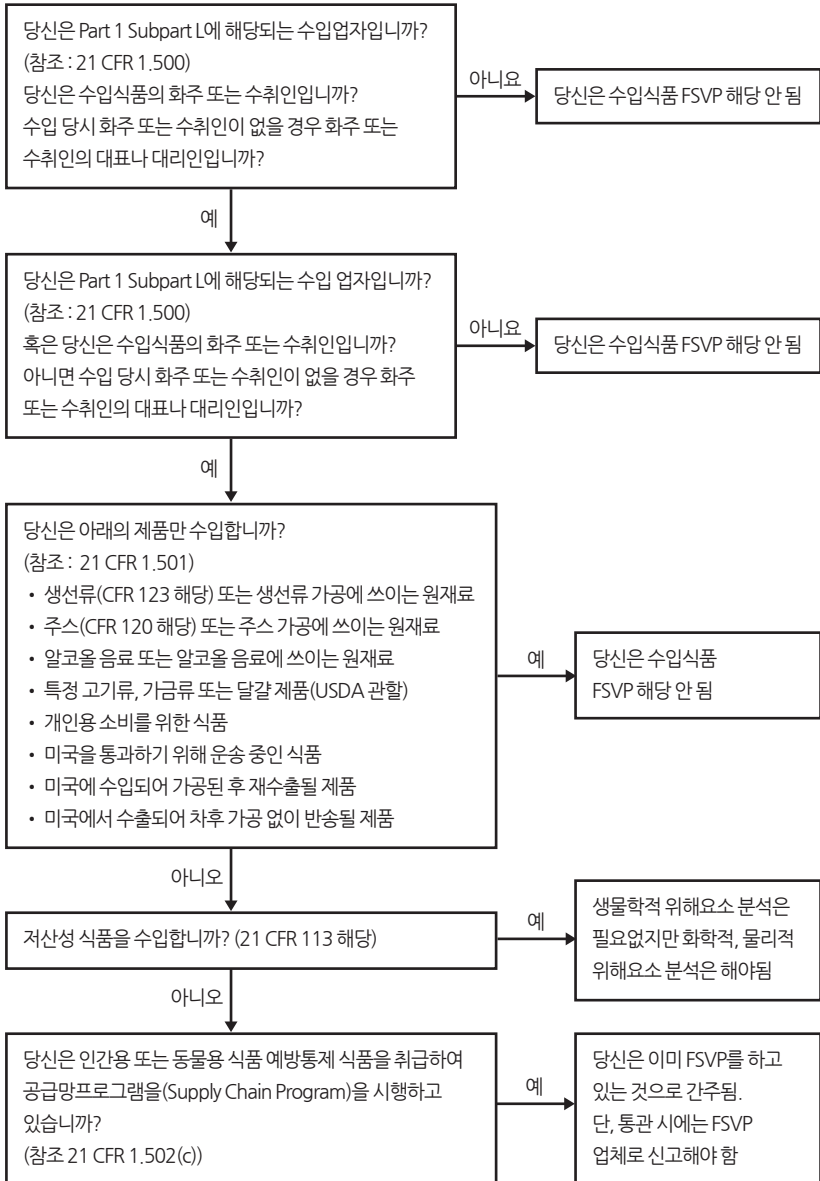 당신은 Part 1 Subpart L에 해당되는 수입업자입니까?
(참조 : 21 CFR 1.500)
당신은 수입식품의 화주 또는 수취인입니까?
수입 당시 화주 또는 수취인이 없을 경우 화주 또는
수취인의 대표나 대리인입니까?
아니요
당신은 수입식품 FSVP 해당 안 됨
예
당신은 Part 1 Subpart L에 해당되는 수입 업자입니까?
(참조 : 21 CFR 1.500)
혹은 당신은 수입식품의 화주 또는 수취인입니까?
아니면 수입 당시 화주 또는 수취인이 없을 경우 화주
또는 수취인의 대표나 대리인입니까?
아니요
당신은 수입식품 FSVP 해당 안 됨
예
당신은 아래의 제품만 수입합니까?
(참조 : 21 CFR 1.501)
• 생선류(CFR 123 해당) 또는 생선류 가공에 쓰이는 원재료
• 주스(CFR 120 해당) 또는 주스 가공에 쓰이는 원재료
• 알코올 음료 또는 알코올 음료에 쓰이는 원재료
• 특정 고기류, 가금류 또는 달걀 제품(USDA 관할)
• 개인용 소비를 위한 식품
• 미국을 통과하기 위해 운송 중인 식품
• 미국에 수입되어 가공된 후 재수출될 제품
• 미국에서 수출되어 차후 가공 없이 반송될 제품
예
당신은 수입식품
FSVP 해당 안 됨
아니오
저산성 식품을 수입합니까? (21 CFR 113 해당)
예
생물학적 위해요소 분석은
필요없지만 화학적, 물리적
위해요소 분석은 해야됨
아니오
당신은 인간용 또는 동물용 식품 예방통제 식품을 취급하여
공급망프로그램을(Supply Chain Program)을 시행하고
있습니까?
(참조 21 CFR 1.502(c))
예
당신은 이미 FSVP를 하고
있는 것으로 간주됨.
단, 통관 시에는 FSVP
업체로 신고해야 함